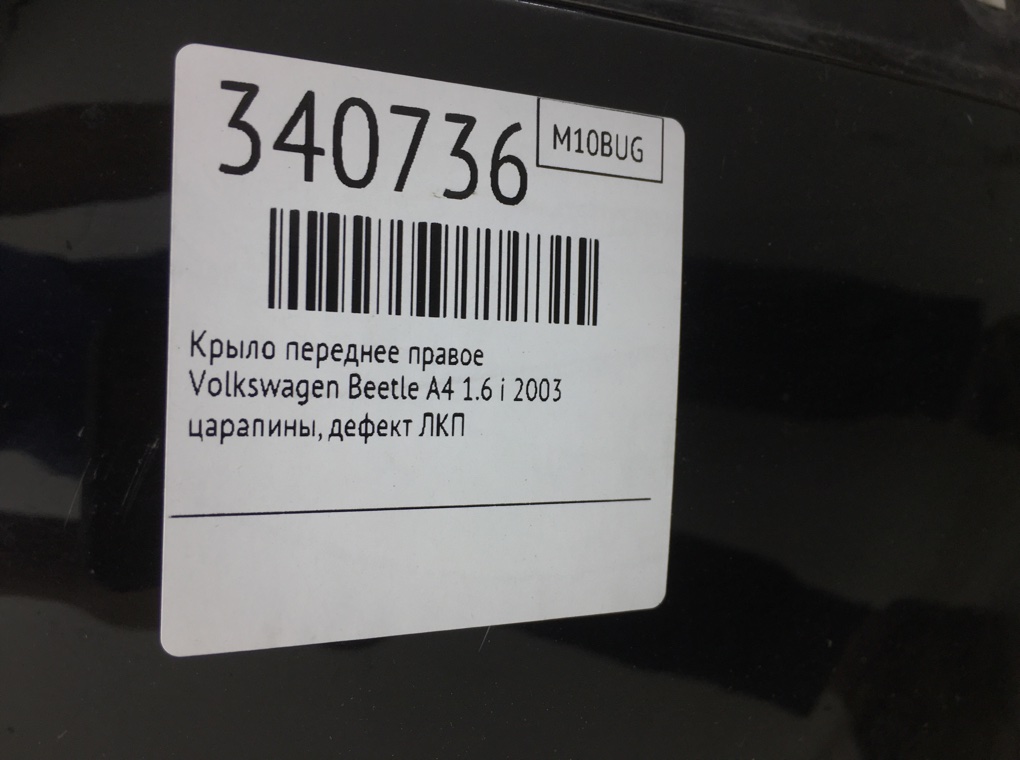 340736
M10BUG
Крыло переднее правое
Volkswagen Beetle A4 1.6 i 2003
царапины, дефект ЛКП